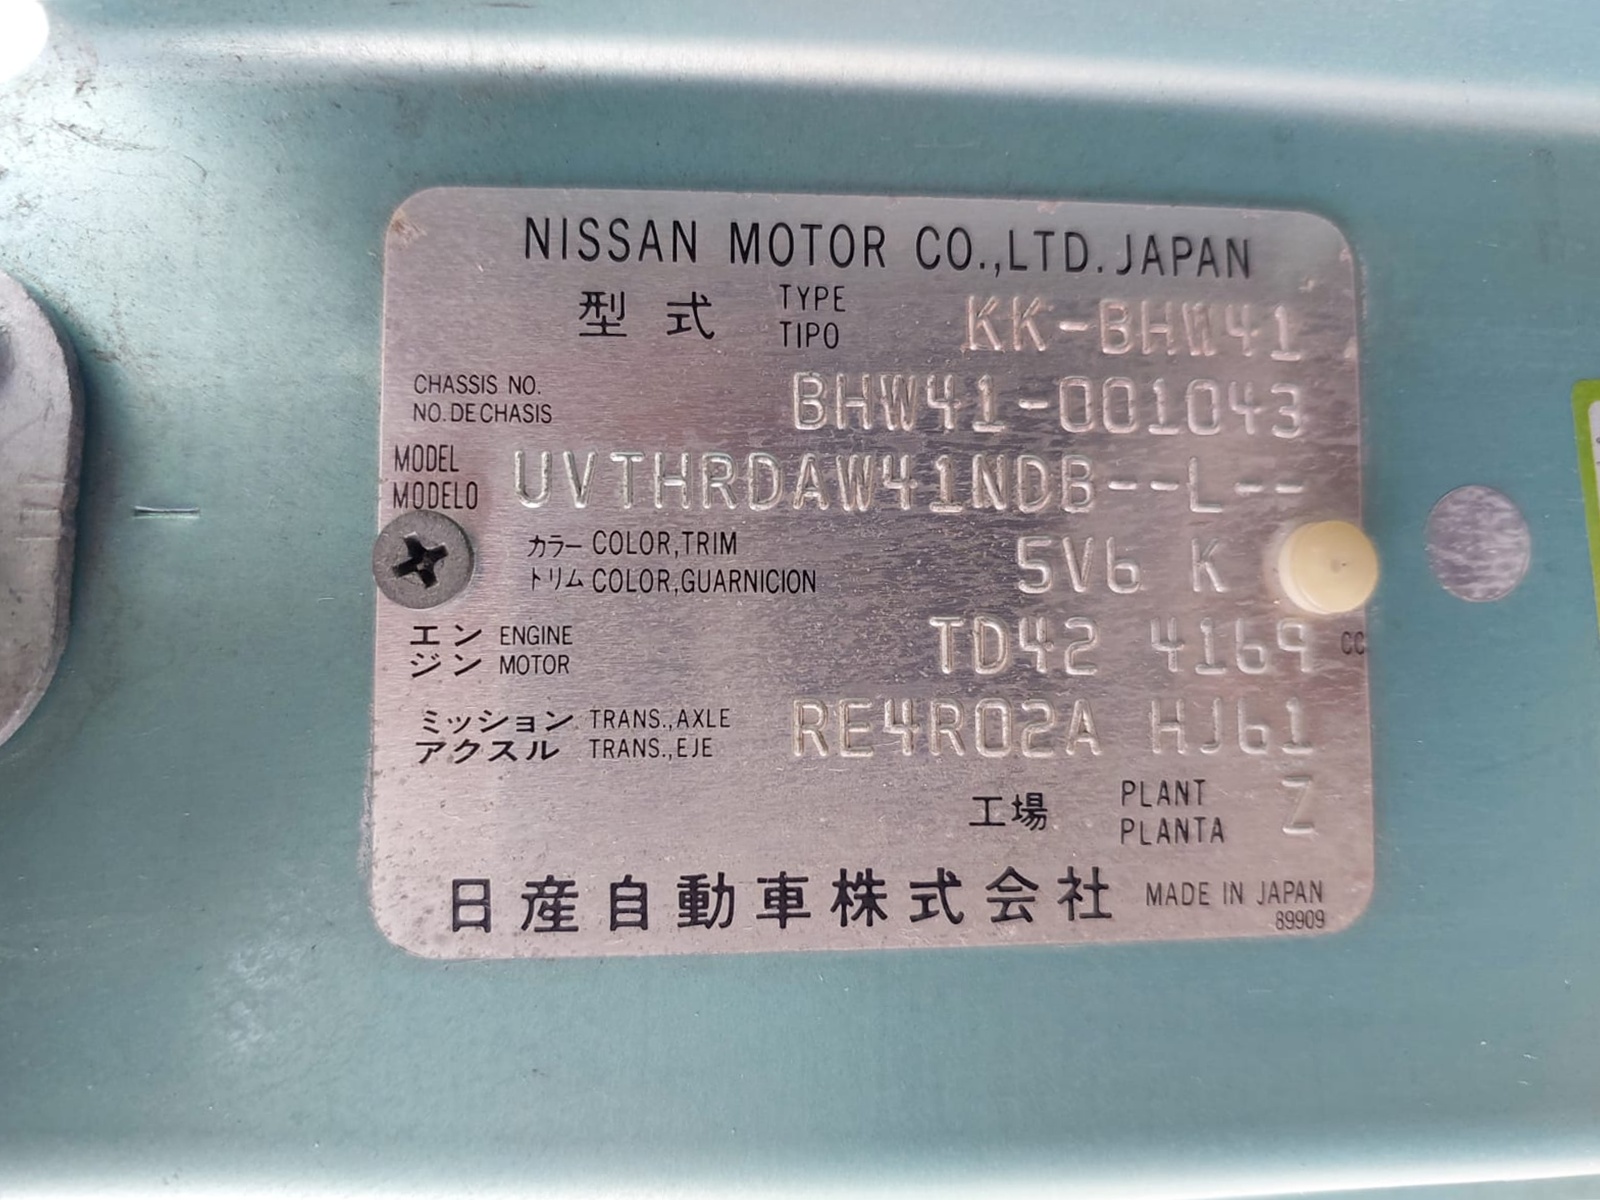 NISSAN MOTOR CO.,LTD. JAPAN
型式 TYPE TIPO KK-BHW41
CHASSIS NO. NO. DE CHASIS BHW41-001043
MODEL MODELO UVTHRDAW41NDB--L--
カラー COLOR,TRIM
トリム COLOR,GUARNICION 5V6 K
エンジン ENGINE MOTOR TD42 4169 CC
ミッション TRANS.,AXLE
アクスル TRANS.,EJE RE4R02A HJ61
工場 PLANT PLANTA Z
日産自動車株式会社 MADE IN JAPAN
89909